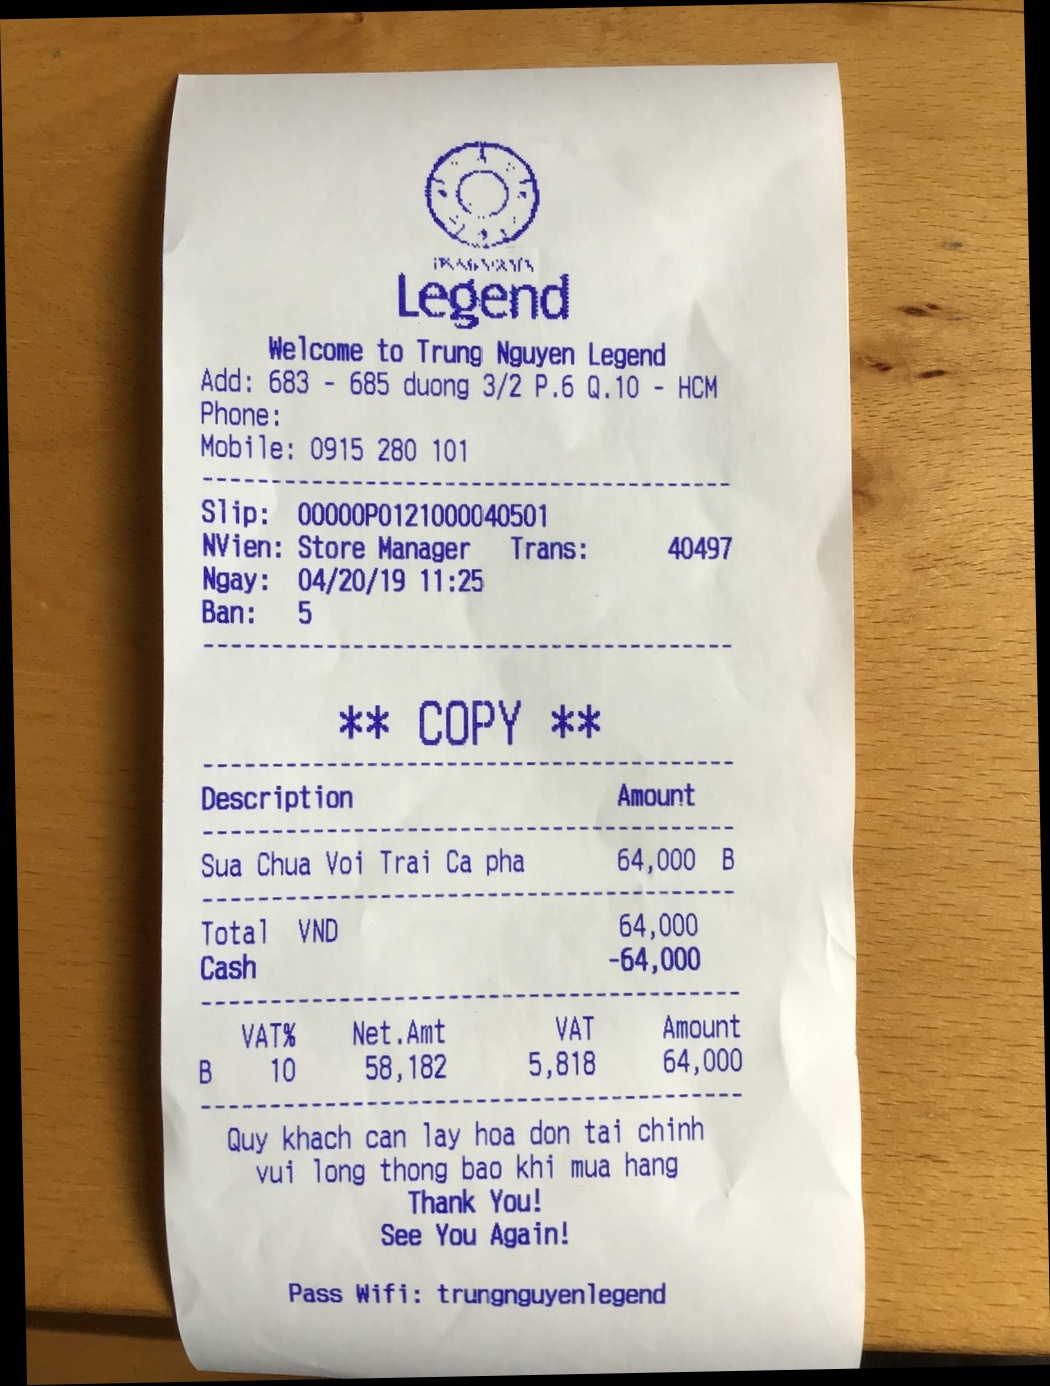 Legend
Welcome to Trung Nguyen Legend
Add: 683 - 685 duong 3/2 P.6 Q.10 - HCM
Phone:
Mobile: 0915 280 101
Slip: 00000P0121000040501
NVien: Store Manager Trans: 40497
Ngay: 04/20/19 11:25
Ban: 5
** COPY **
Description Amount
Sua Chua Voi Trai Ca pha 64,000 B
Total VND 64,000
Cash -64,000
VAT% Net.Amt VAT Amount
B 10 58,182 5,818 64,000
Quy khach can lay hoa don tai chinh
vui long thong bao khi mua hang
Thank You!
See You Again!
Pass Wifi: trungnguyenlegend